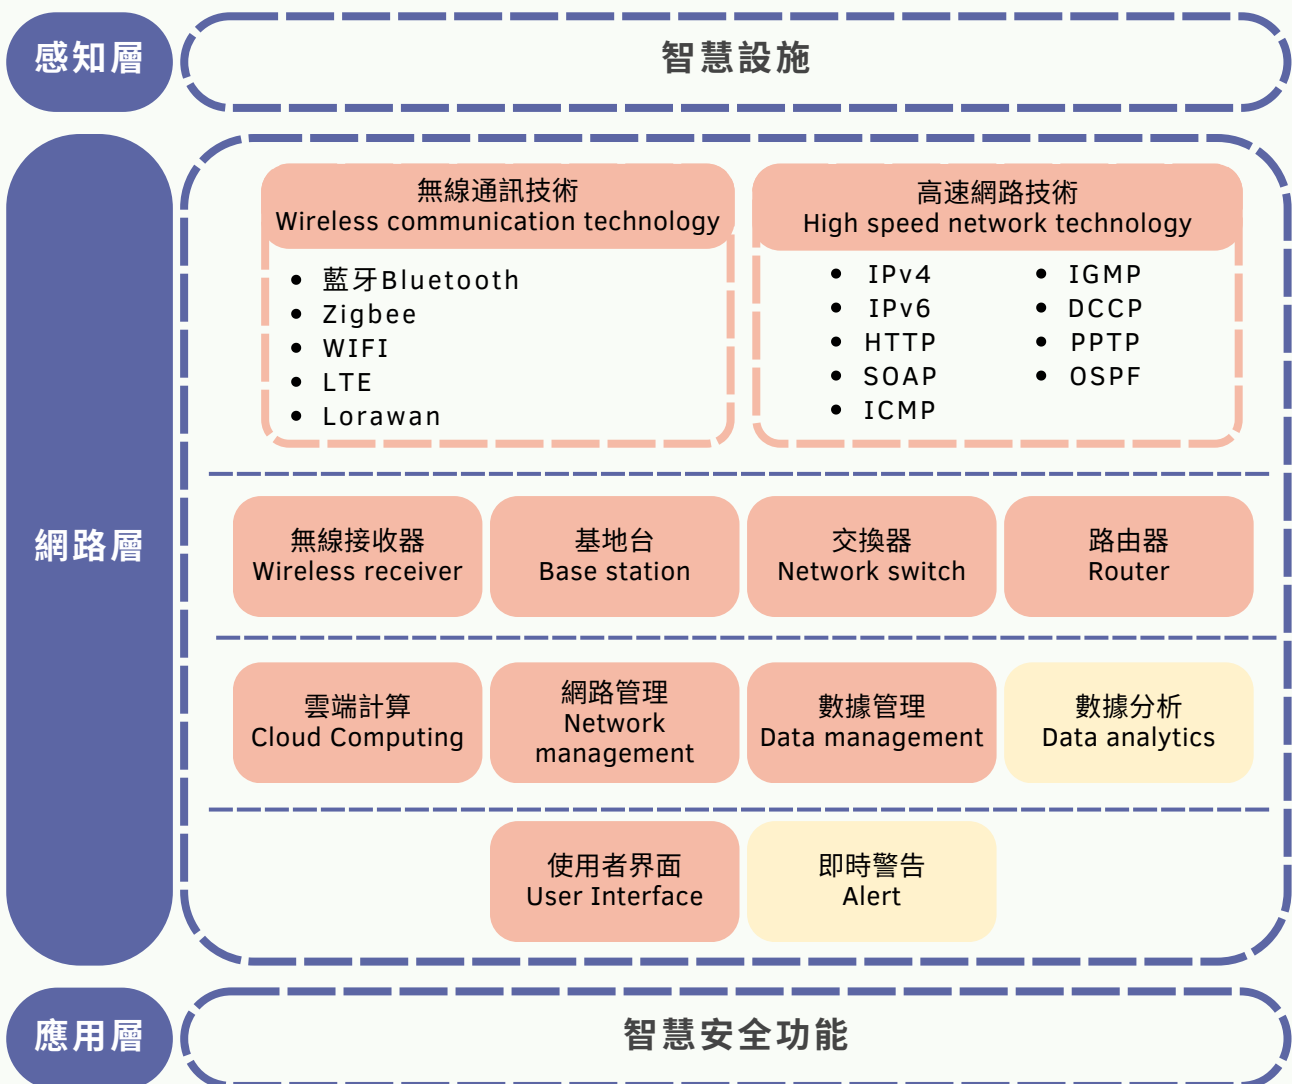 感知層
智慧設施
無線通訊技術
Wireless communication technology
藍牙Bluetooth
Zigbee
WIFI
LTE
Lorawan
高速網路技術
High speed network technology
IPv4
IPv6
HTTP
SOAP
ICMP
IGMP
DCCP
PPTP
OSPF
網路層
無線接收器
Wireless receiver
基地台
Base station
交換器
Network switch
路由器
Router
雲端計算
Cloud Computing
網路管理
Network
management
數據管理
Data management
數據分析
Data analytics
使用者界面
User Interface
即時警告
Alert
應用層
智慧安全功能